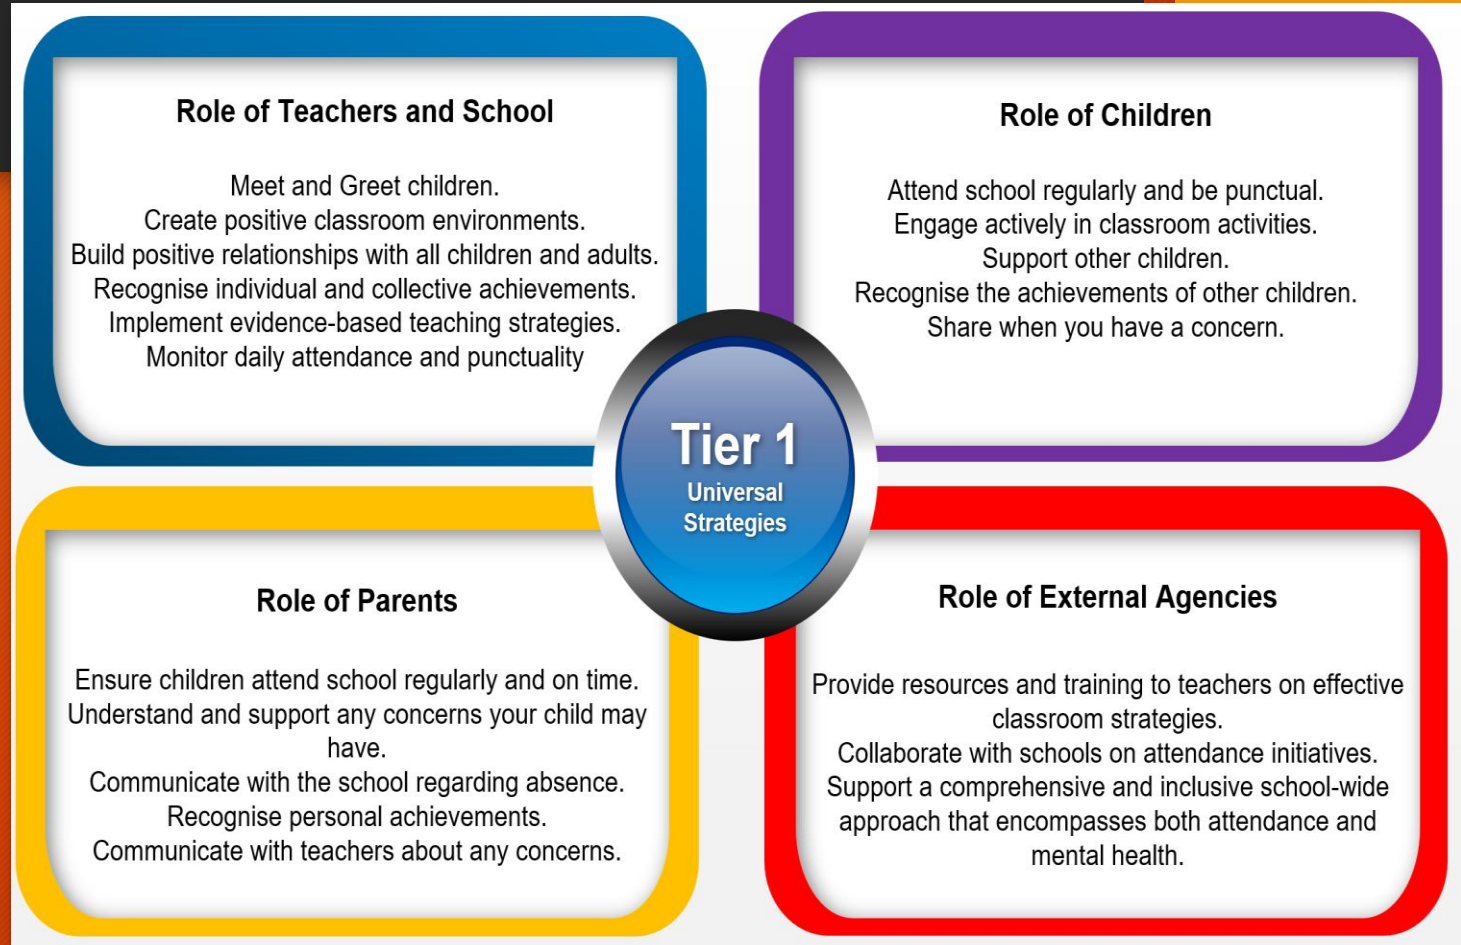 Role of Teachers and School
Meet and Greet children.
Create positive classroom environments.
Build positive relationships with all children and adults.
Recognise individual and collective achievements.
Implement evidence-based teaching strategies.
Monitor daily attendance and punctuality
Role of Children
Attend school regularly and be punctual.
Engage actively in classroom activities.
Support other children.
Recognise the achievements of other children.
Share when you have a concern.
Tier 1
Universal
Strategies
Role of Parents
Ensure children attend school regularly and on time.
Understand and support any concerns your child may
have.
Communicate with the school regarding absence.
Recognise personal achievements.
Communicate with teachers about any concerns.
Role of External Agencies
Provide resources and training to teachers on effective
classroom strategies.
Collaborate with schools on attendance initiatives.
Support a comprehensive and inclusive school-wide
approach that encompasses both attendance and
mental health.